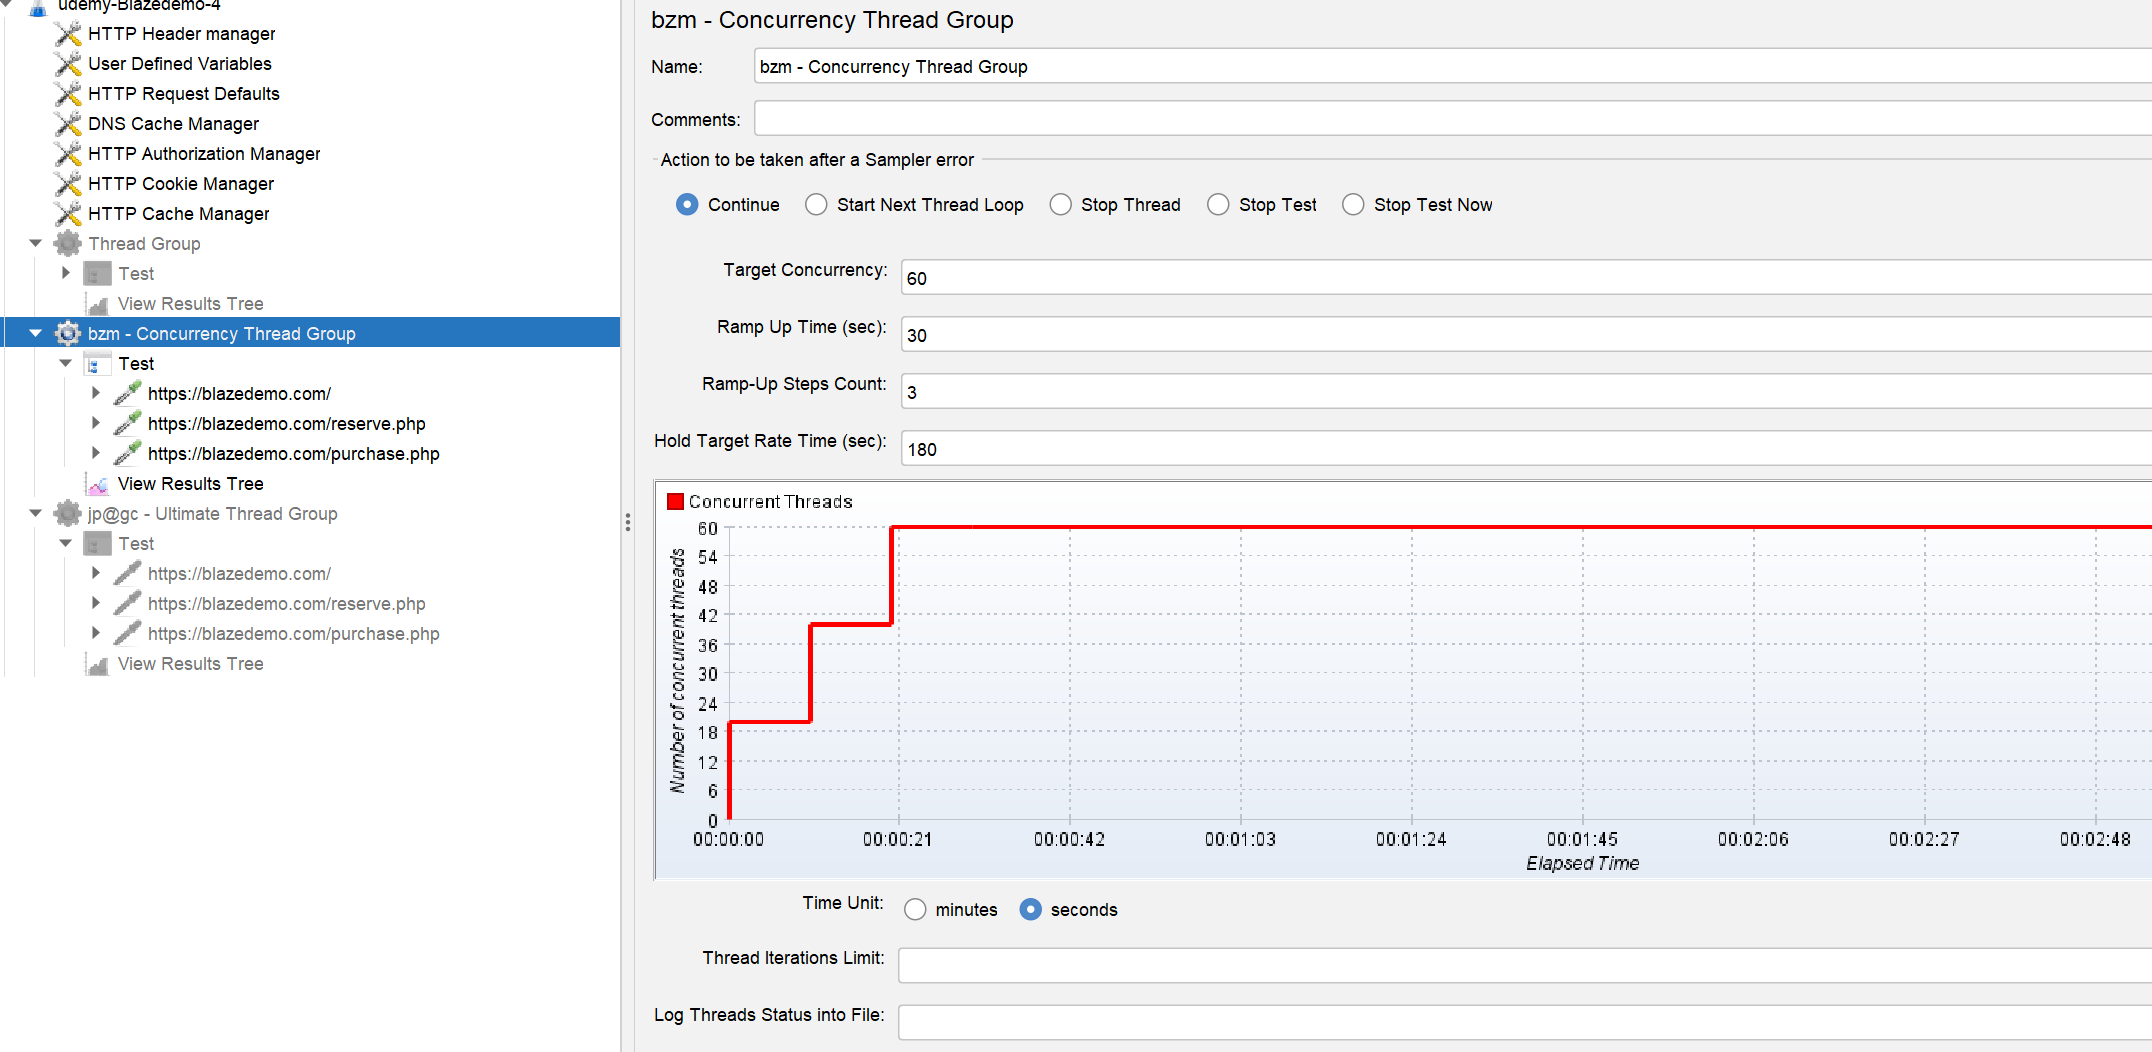 udemy-Blazedemo-4
HTTP Header manager
User Defined Variables
HTTP Request Defaults
DNS Cache Manager
HTTP Authorization Manager
HTTP Cookie Manager
HTTP Cache Manager
Thread Group
Test
View Results Tree
bzm - Concurrency Thread Group
Test
https://blazedemo.com/
https://blazedemo.com/reserve.php
https://blazedemo.com/purchase.php
View Results Tree
jp@gc - Ultimate Thread Group
Test
https://blazedemo.com/
https://blazedemo.com/reserve.php
https://blazedemo.com/purchase.php
View Results Tree
bzm - Concurrency Thread Group
Name: bzm - Concurrency Thread Group
Comments:
Action to be taken after a Sampler error
Continue Start Next Thread Loop Stop Thread Stop Test Stop Test Now
Target Concurrency: 60
Ramp Up Time (sec): 30
Ramp-Up Steps Count: 3
Hold Target Rate Time (sec): 180
Concurrent Threads
Number of concurrent threads
60
54
48
42
36
30
24
18
12
6
0
00:00:00 00:00:21 00:00:42 00:01:03 00:01:24 00:01:45 00:02:06 00:02:27 00:02:48
Elapsed Time
Time Unit: minutes seconds
Thread Iterations Limit:
Log Threads Status into File: